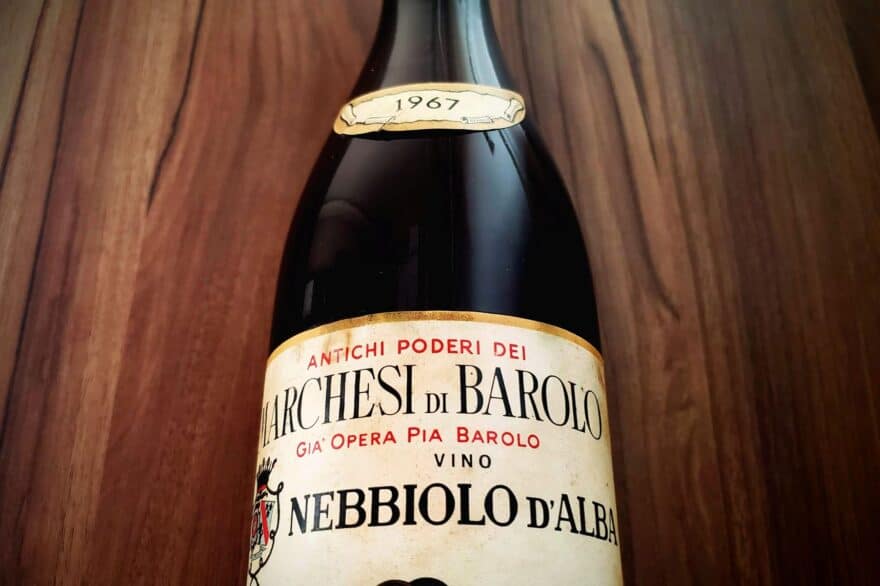 1967
ANTICHI PODERI DEI
MARCHESI DI BAROLO
GIA' OPERA PIA BAROLO
VINO
NEBBIOLO D'ALBA